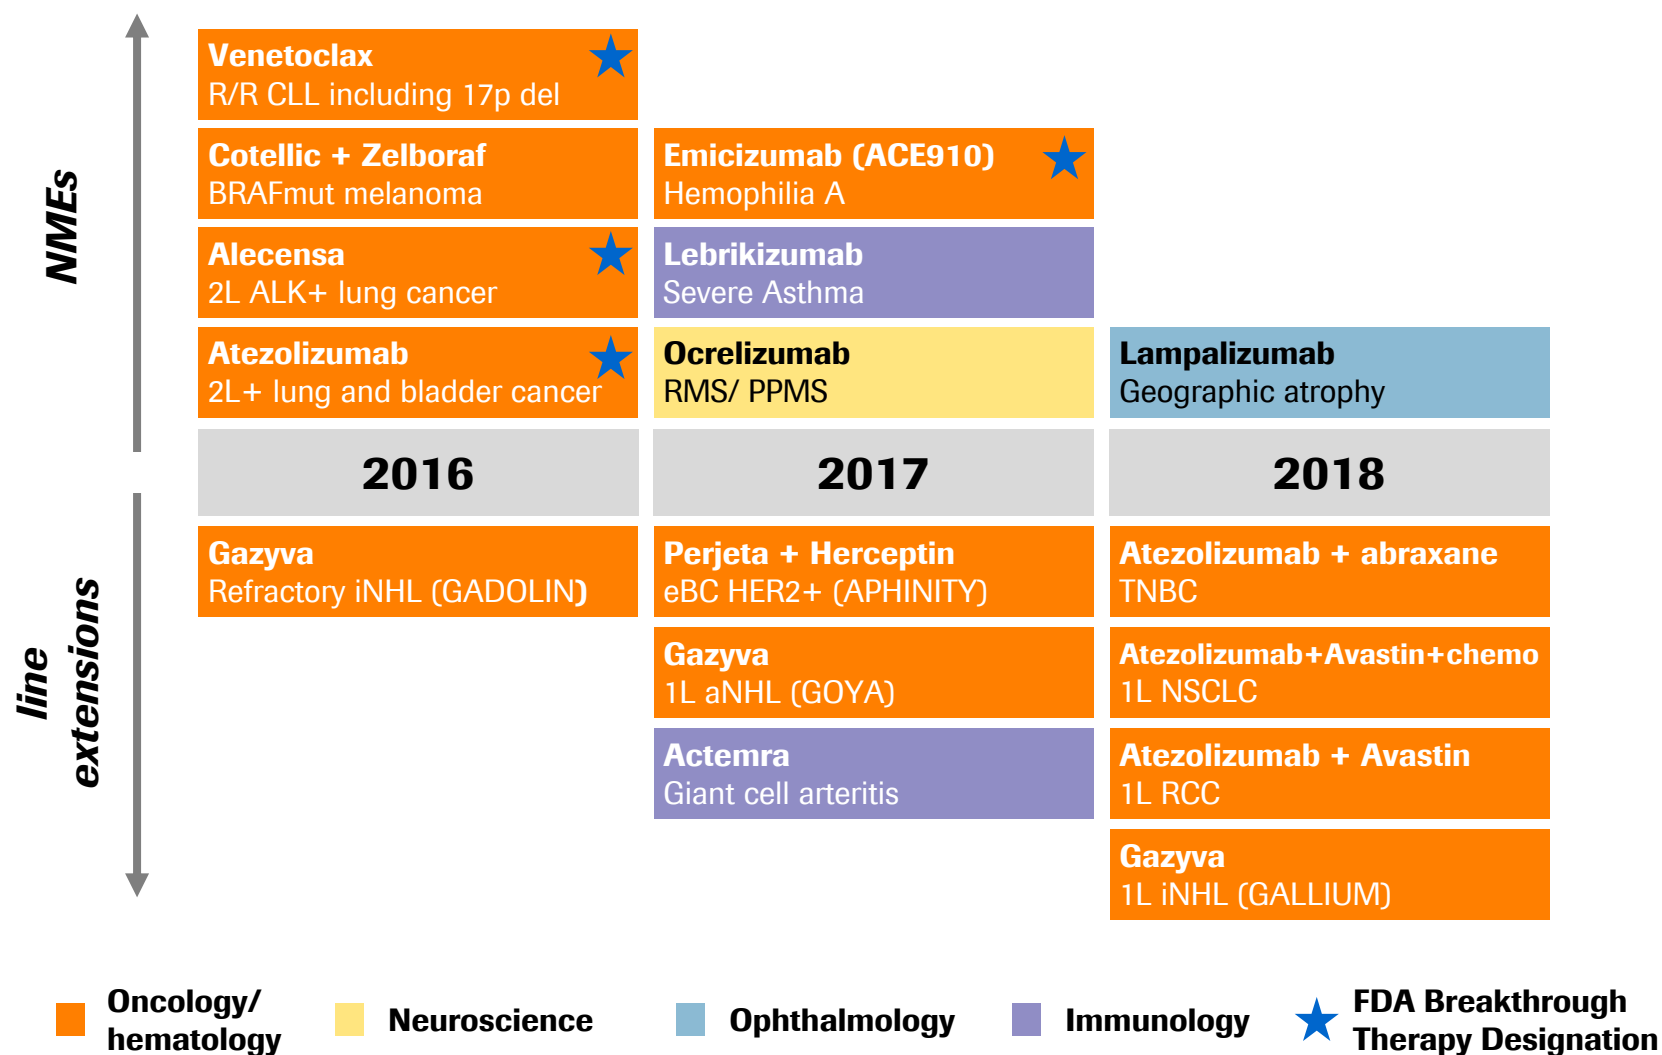 NMEs
Venetoclax
R/R CLL including 17p del
Cotellic + Zelboraf
BRAFmut melanoma
Alecensa
2L ALK+ lung cancer
Atezolizumab
2L+ lung and bladder cancer
Emicizumab (ACE910)
Hemophilia A
Lebrikizumab
Severe Asthma
Ocrelizumab
RMS/ PPMS
Lampalizumab
Geographic atrophy
2016
2017
2018
line
extensions
Gazyva
Refractory iNHL (GADOLIN)
Perjeta + Herceptin
eBC HER2+ (APHINITY)
Gazyva
1L aNHL (GOYA)
Actemra
Giant cell arteritis
Atezolizumab + abraxane
TNBC
Atezolizumab+Avastin+chemo
1L NSCLC
Atezolizumab + Avastin
1L RCC
Gazyva
1L iNHL (GALLIUM)
Oncology/
hematology
Neuroscience
Ophthalmology
Immunology
FDA Breakthrough
Therapy Designation